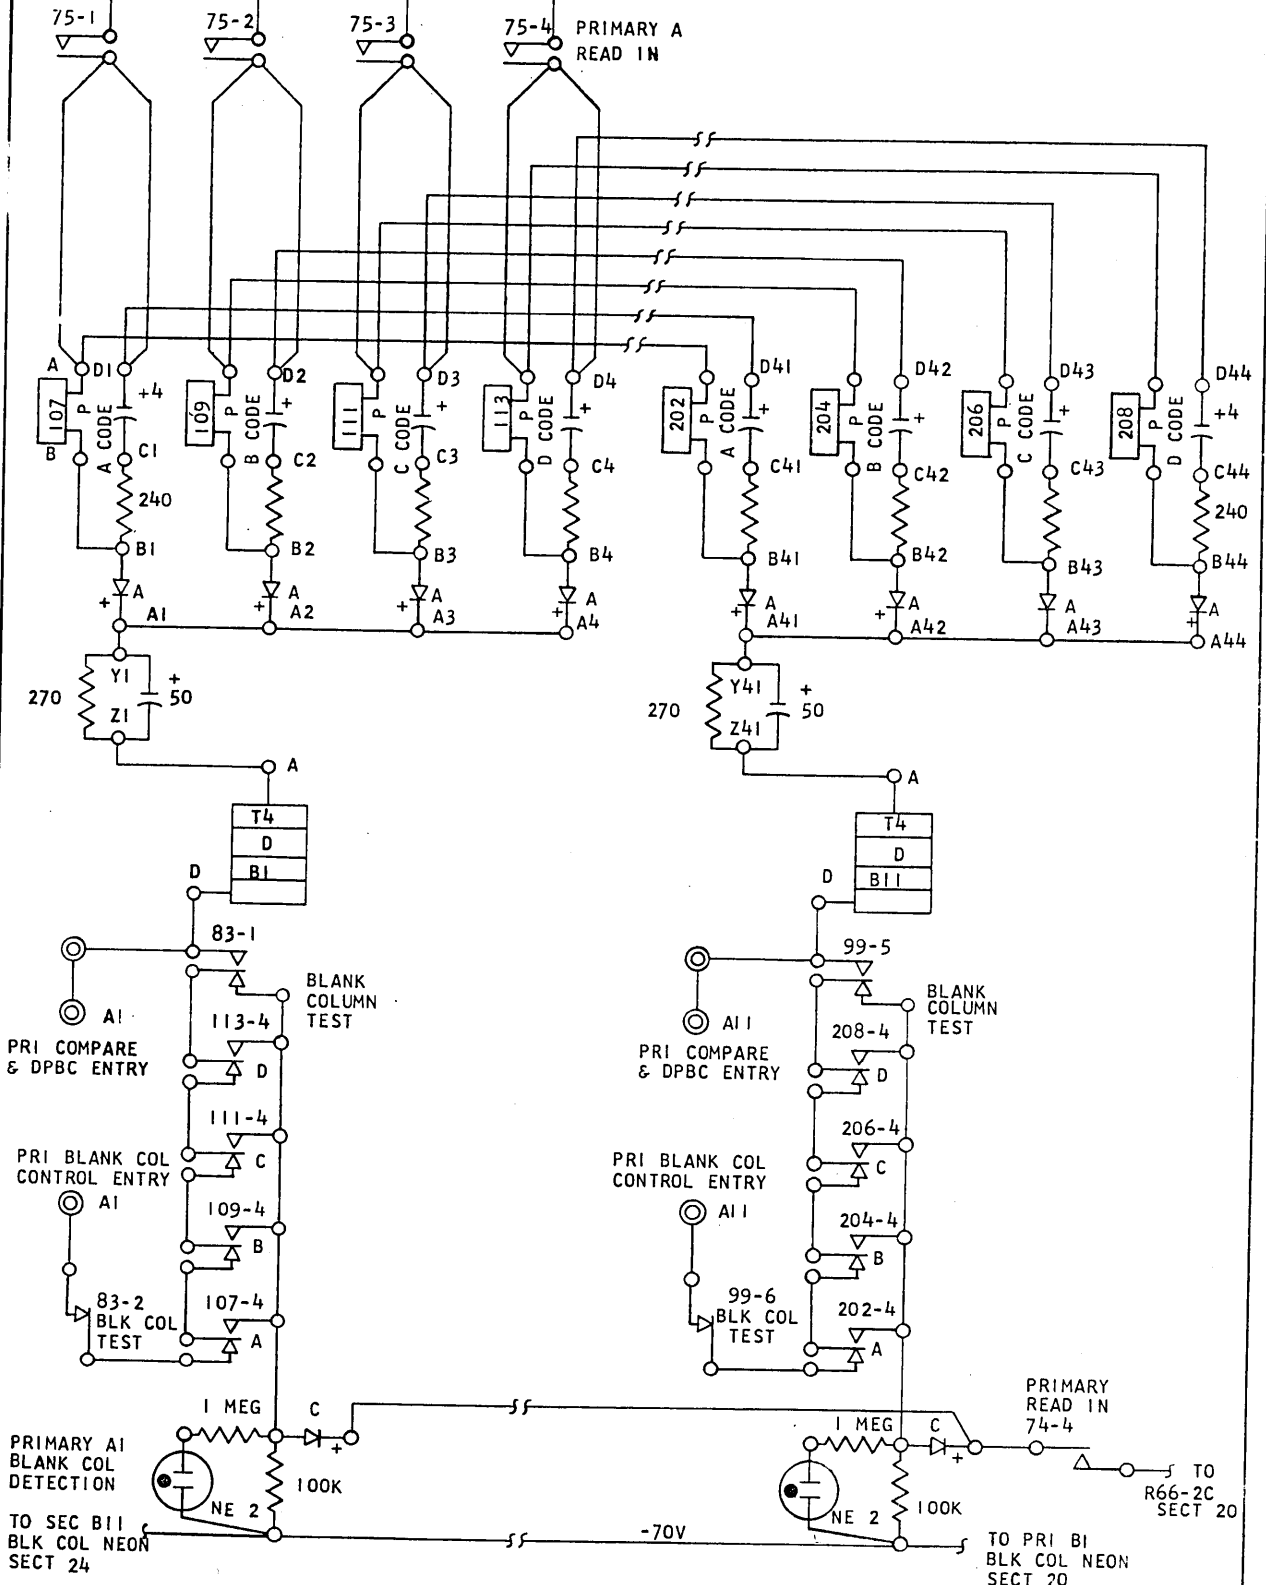 75-1
75-2
75-3
75-4
PRIMARY A
READ IN
A
D1
+4
107
P
A CODE
B
C1
240
B1
A
+
A1
109
P
B CODE
D2
+
C2
B2
A
+
A2
111
P
C CODE
D3
+
C3
B3
A
+
A3
113
P
D CODE
D4
+
C4
B4
A
+
A4
202
P
A CODE
D41
+
C41
B41
A
+
A41
204
P
B CODE
D42
+
C42
B42
A
+
A42
206
P
C CODE
D43
+
C43
B43
A
+
A43
208
P
D CODE
D44
+4
C44
240
B44
A
+
A44
270
Y1
Z1
+
50
270
Y41
Z41
+
50
A
T4
D
B1
D
A
T4
D
B11
D
83-1
BLANK
COLUMN
TEST
A1
PRI COMPARE
& DPBC ENTRY
113-4
D
111-4
C
PRI BLANK COL
CONTROL ENTRY
A1
109-4
B
83-2
BLK COL
TEST
107-4
A
99-5
BLANK
COLUMN
TEST
A11
PRI COMPARE
& DPBC ENTRY
208-4
D
206-4
C
PRI BLANK COL
CONTROL ENTRY
A11
204-4
B
99-6
BLK COL
TEST
202-4
A
1 MEG
C
+
PRIMARY A1
BLANK COL
DETECTION
100K
NE 2
TO SEC B11
BLK COL NEON
SECT 24
-70V
1 MEG
C
+
100K
NE 2
PRIMARY
READ IN
74-4
TO
R66-2C
SECT 20
TO PRI B1
BLK COL NEON
SECT 20